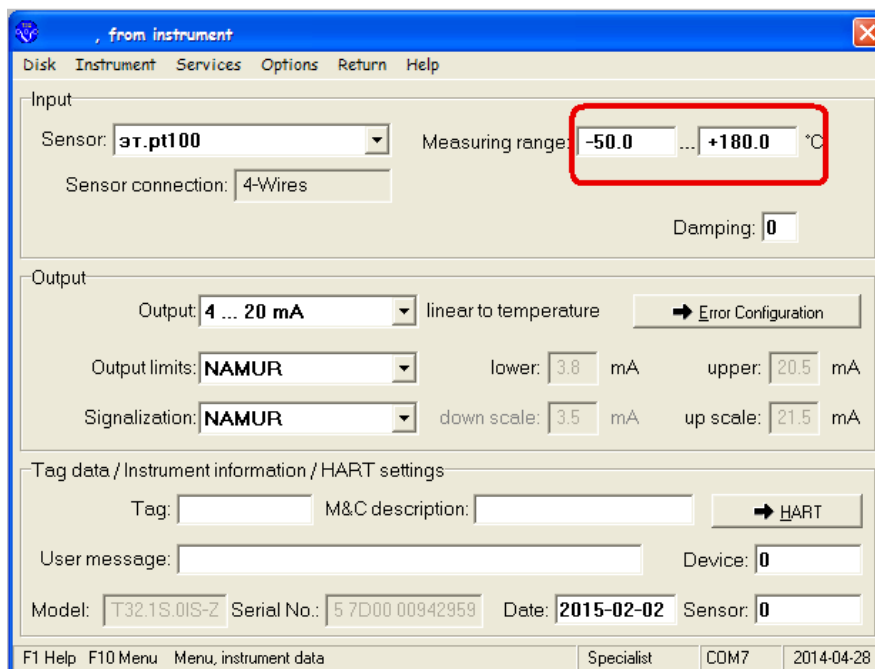 , from instrument
Disk Instrument Services Options Return Help
Input
Sensor: эт.pt100 Measuring range: -50.0 ... +180.0 °C
Sensor connection: 4-Wires
Damping: 0
Output
Output: 4 ... 20 mA linear to temperature Error Configuration
Output limits: NAMUR lower: 3.8 mA upper: 20.5 mA
Signalization: NAMUR down scale: 3.5 mA up scale: 21.5 mA
Tag data / Instrument information / HART settings
Tag: M&C description: HART
User message: Device: 0
Model: T32.1S.0IS-Z Serial No.: 5 7D00 00942959 Date: 2015-02-02 Sensor: 0
F1 Help F10 Menu Menu, instrument data Specialist COM7 2014-04-28